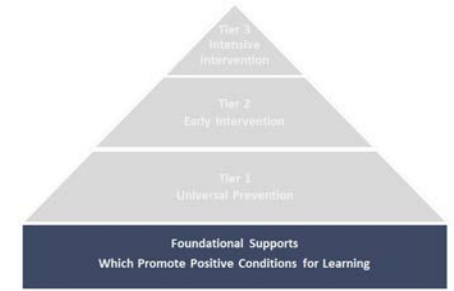 Tier 3
Intensive
Intervention
Tier 2
Early Intervention
Tier 1
Universal Prevention
Foundational Supports
Which Promote Positive Conditions for Learning